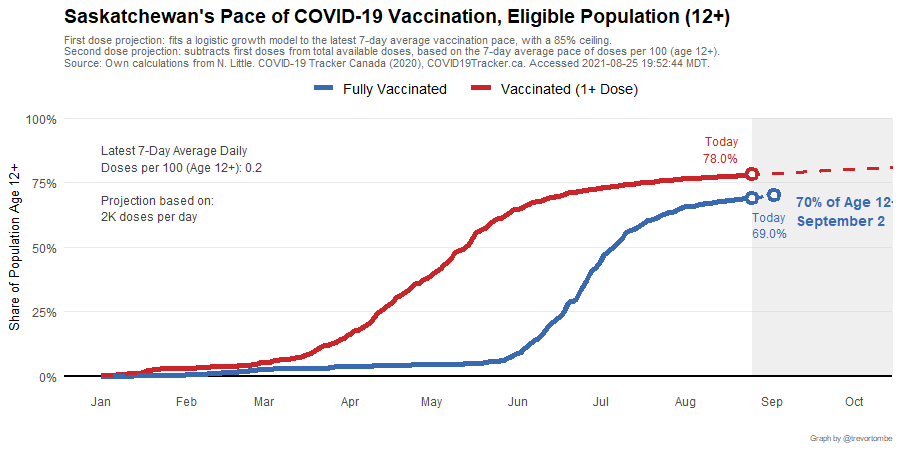 Saskatchewan's Pace of COVID-19 Vaccination, Eligible Population (12+)
First dose projection: fits a logistic growth model to the latest 7-day average vaccination pace, with a 85% ceiling.
Second dose projection: subtracts first doses from total available doses, based on the 7-day average pace of doses per 100 (age 12+).
Source: Own calculations from N. Little. COVID-19 Tracker Canada (2020), COVID19Tracker.ca. Accessed 2021-08-25 19:52:44 MDT.
Fully Vaccinated
Vaccinated (1+ Dose)
Share of Population Age 12+
100%
75%
50%
25%
0%
Latest 7-Day Average Daily
Doses per 100 (Age 12+): 0.2
Projection based on:
2K doses per day
Today
78.0%
Today
69.0%
70% of Age 12+
September 2
Jan
Feb
Mar
Apr
May
Jun
Jul
Aug
Sep
Oct
Graph by @trevortombe